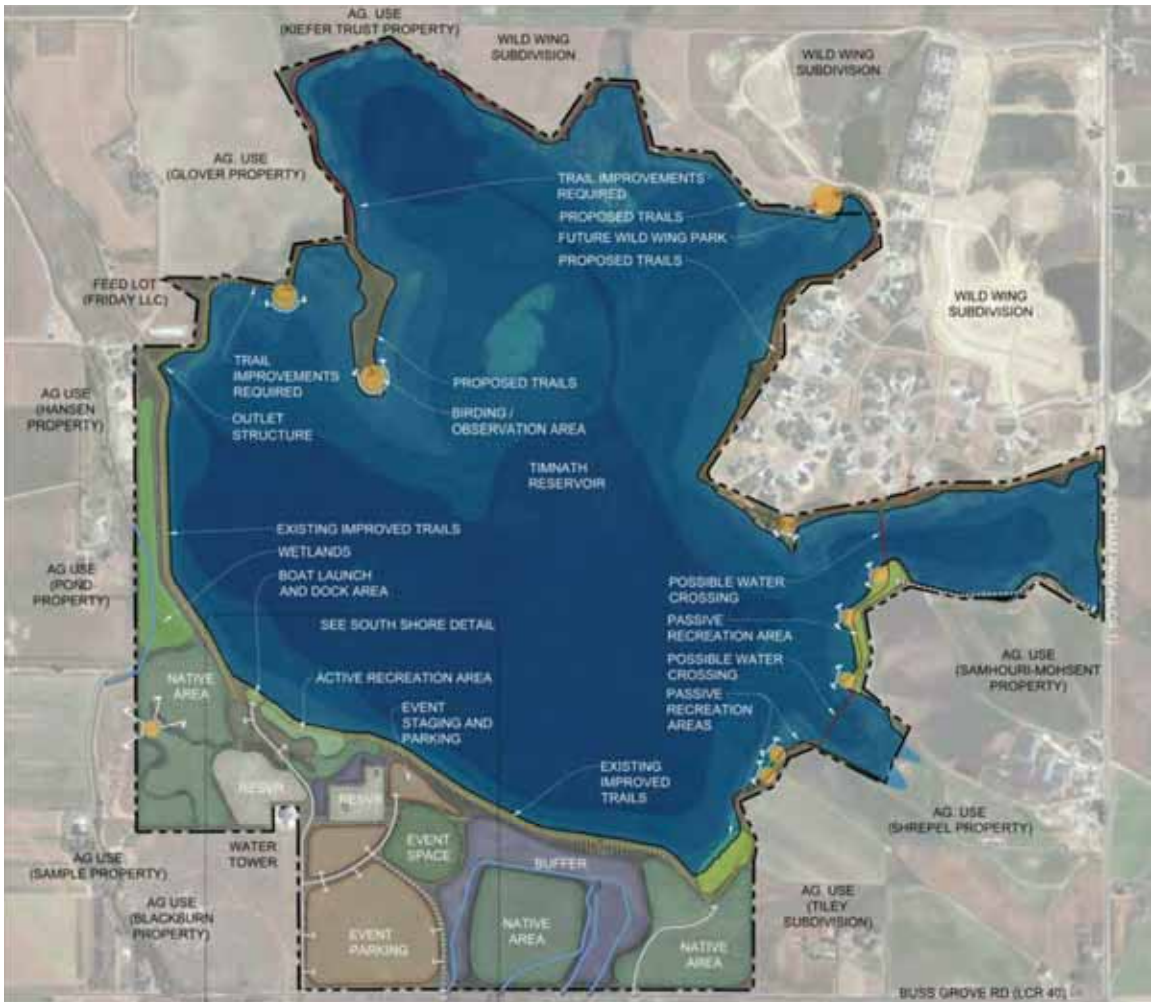 AG. USE
(KIEFER TRUST PROPERTY)
WILD WING
SUBDIVISION
WILD WING
SUBDIVISION
AG. USE
(GLOVER PROPERTY)
TRAIL IMPROVEMENTS
REQUIRED
PROPOSED TRAILS
FUTURE WILD WING PARK
PROPOSED TRAILS
FEED LOT
(FRIDAY LLC)
WILD WING
SUBDIVISION
TRAIL
IMPROVEMENTS
REQUIRED
OUTLET
STRUCTURE
PROPOSED TRAILS
BIRDING /
OBSERVATION AREA
AG USE
(HANSEN
PROPERTY)
TIMNATH
RESERVOIR
EXISTING IMPROVED TRAILS
WETLANDS
BOAT LAUNCH
AND DOCK AREA
AG USE
(POND
PROPERTY)
SEE SOUTH SHORE DETAIL
POSSIBLE WATER
CROSSING
PASSIVE
RECREATION AREA
POSSIBLE WATER
CROSSING
PASSIVE
RECREATION
AREAS
AG. USE
(SAMHOURI-MOHSENT
PROPERTY)
NATIVE
AREA
ACTIVE RECREATION AREA
EVENT
STAGING AND
PARKING
EXISTING
IMPROVED
TRAILS
RESVR
RESVR
WATER
TOWER
EVENT
SPACE
BUFFER
AG. USE
(SHREPEL PROPERTY)
AG USE
(SAMPLE PROPERTY)
AG USE
(BLACKBURN
PROPERTY)
AG. USE
(TILEY
SUBDIVISION)
EVENT
PARKING
NATIVE
AREA
NATIVE
AREA
BUSS GROVE RD (LCR 40)